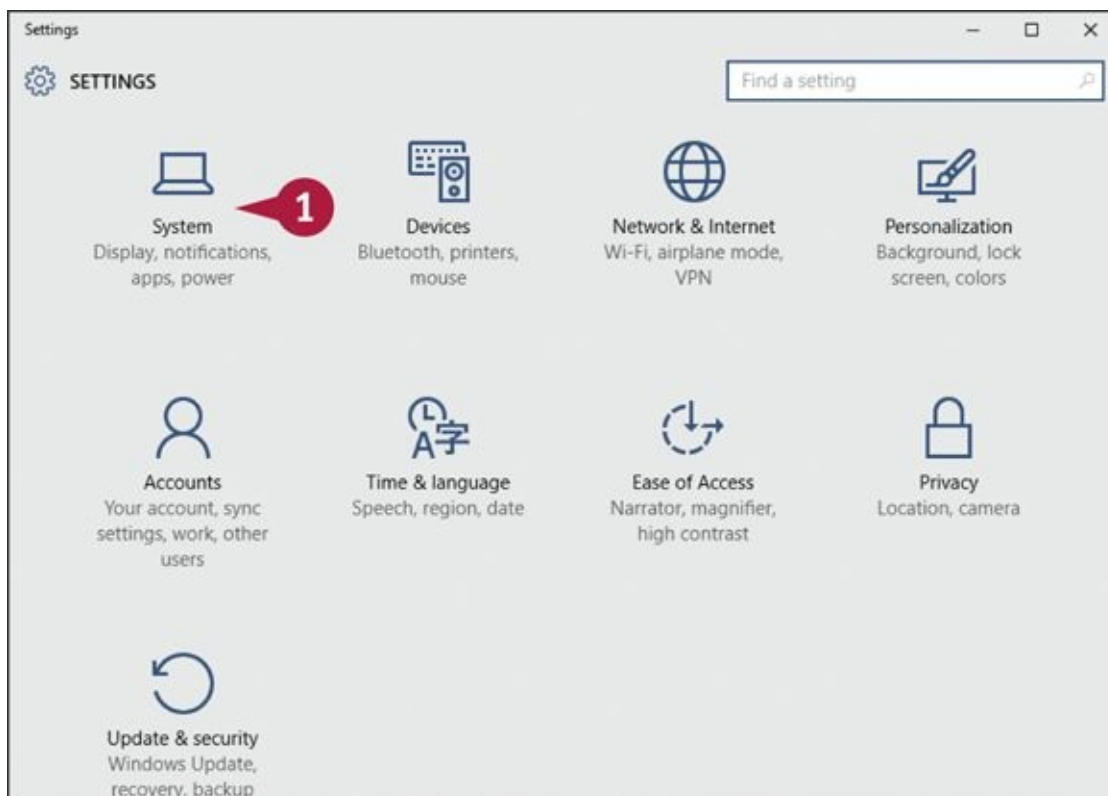 Settings
SETTINGS
Find a setting
1
System
Display, notifications,
apps, power
Devices
Bluetooth, printers,
mouse
Network & Internet
Wi-Fi, airplane mode,
VPN
Personalization
Background, lock
screen, colors
Accounts
Your account, sync
settings, work, other
users
Time & language
Speech, region, date
Ease of Access
Narrator, magnifier,
high contrast
Privacy
Location, camera
A字
Update & security
Windows Update,
recovery, backup